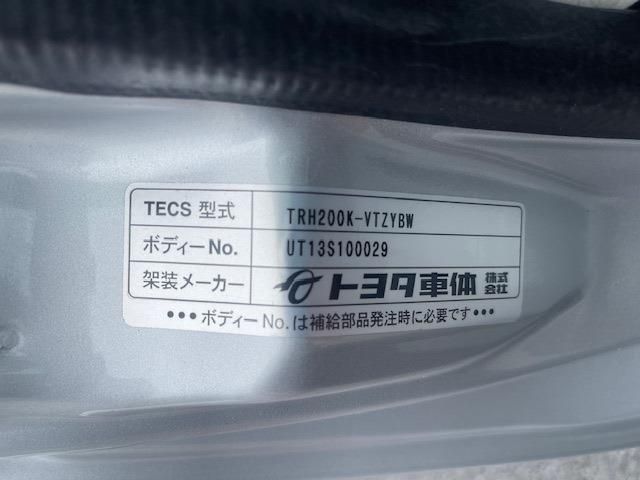 TECS 型式 TRH200K-VTZYBW
ボディーNo. UT13S100029
架装メーカー トヨタ車体 株式会社
•••ボディーNo.は補給部品発注時に必要です•••